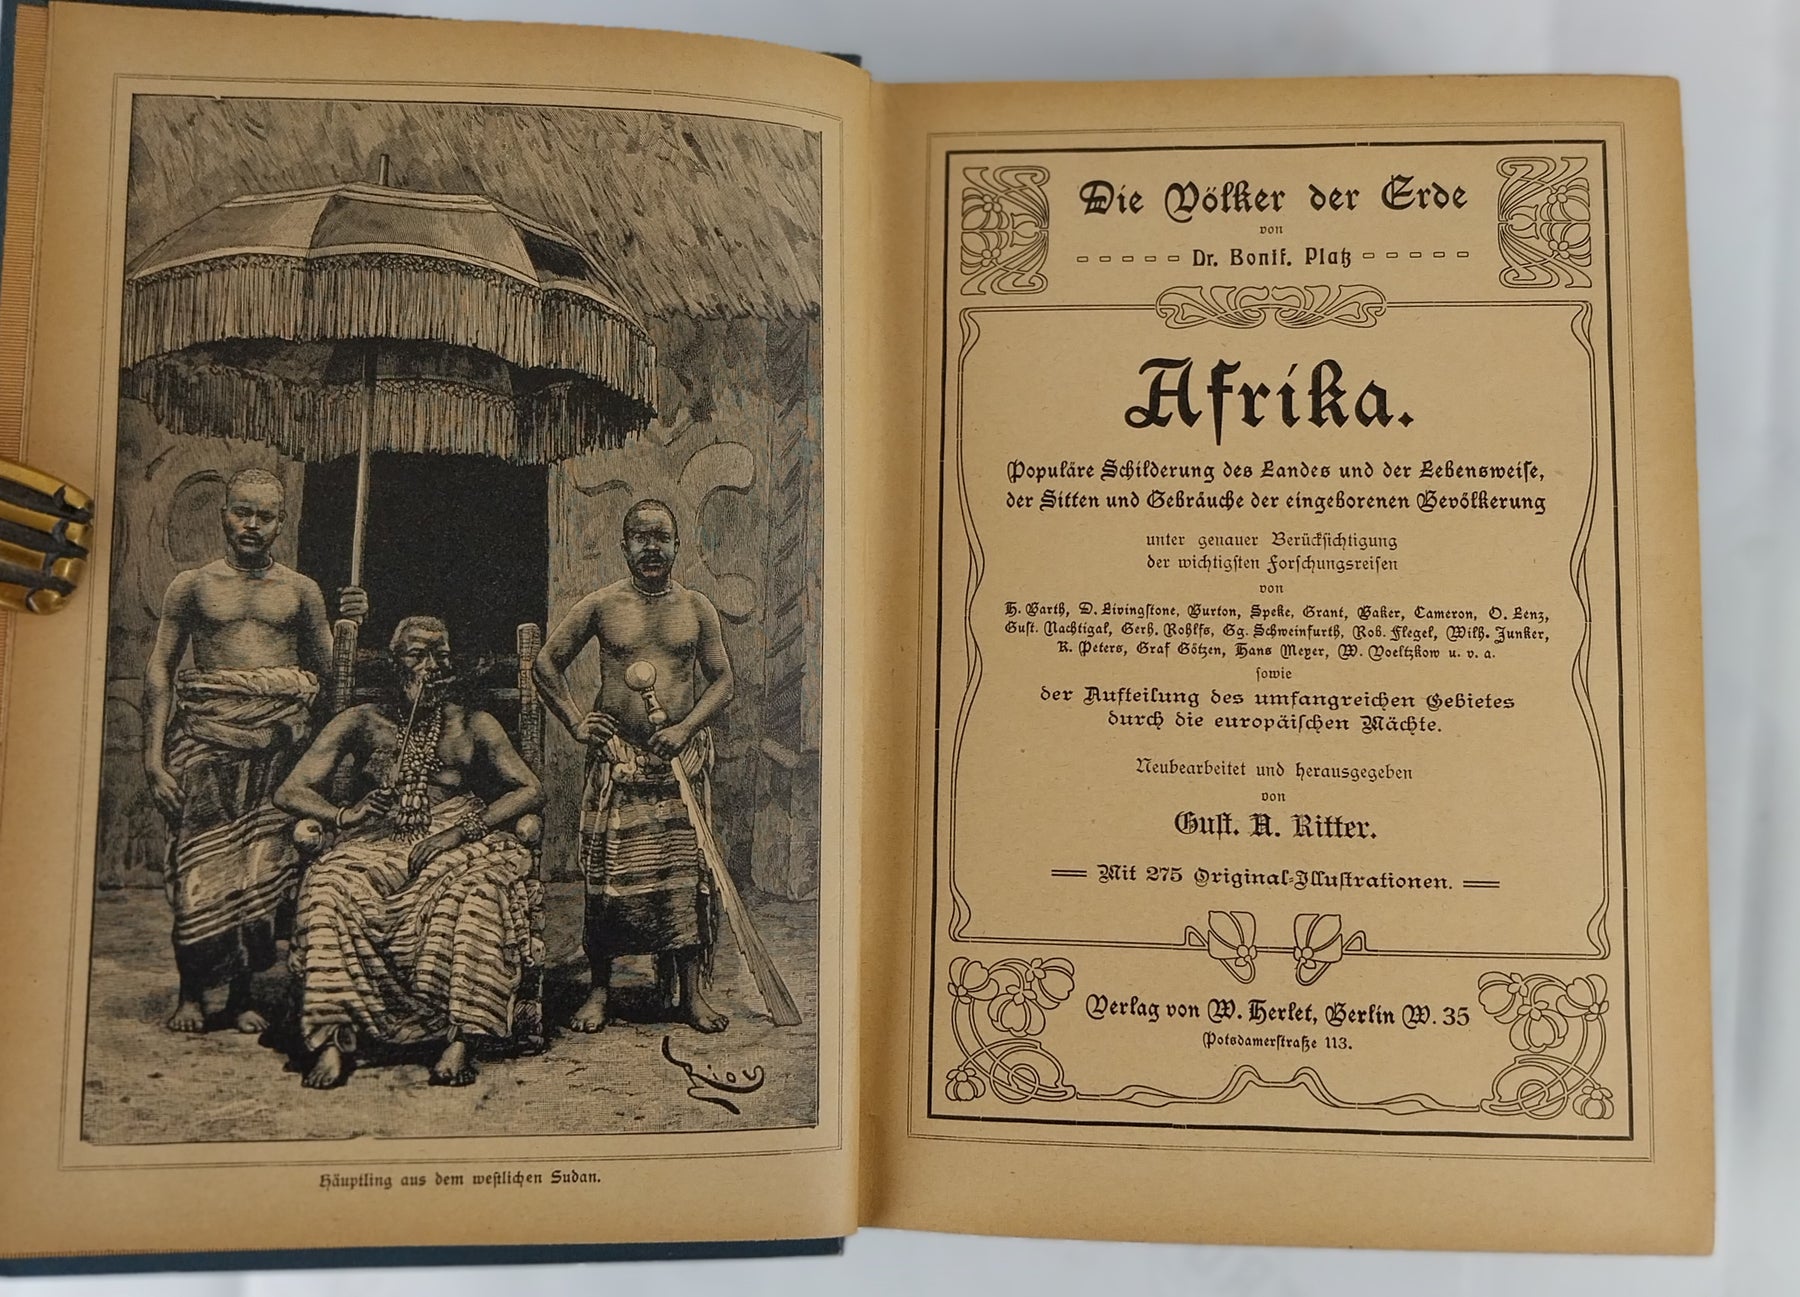 Riou
Häuptling aus dem westlichen Sudan.
Die Völker der Erde
von
Dr. Bonif. Platz
Afrika.
Populäre Schilderung des Landes und der Lebensweise,
der Sitten und Gebräuche der eingeborenen Bevölkerung
unter genauer Berücksichtigung
der wichtigsten Forschungsreisen
von
H. Barth, D. Livingstone, Burton, Speke, Grant, Baker, Cameron, O. Lenz,
Gust. Nachtigal, Gerh. Rohlfs, Gg. Schweinfurth, Rob. Flegel, Wilh. Junker,
K. Peters, Graf Götzen, Hans Meyer, W. Voeltzkow u. v. a.
sowie
der Aufteilung des umfangreichen Gebietes
durch die europäischen Mächte.
Neubearbeitet und herausgegeben
von
Gust. A. Ritter.
Mit 275 Original-Illustrationen.
Verlag von W. Herlet, Berlin W. 35
Potsdamerstraße 113.